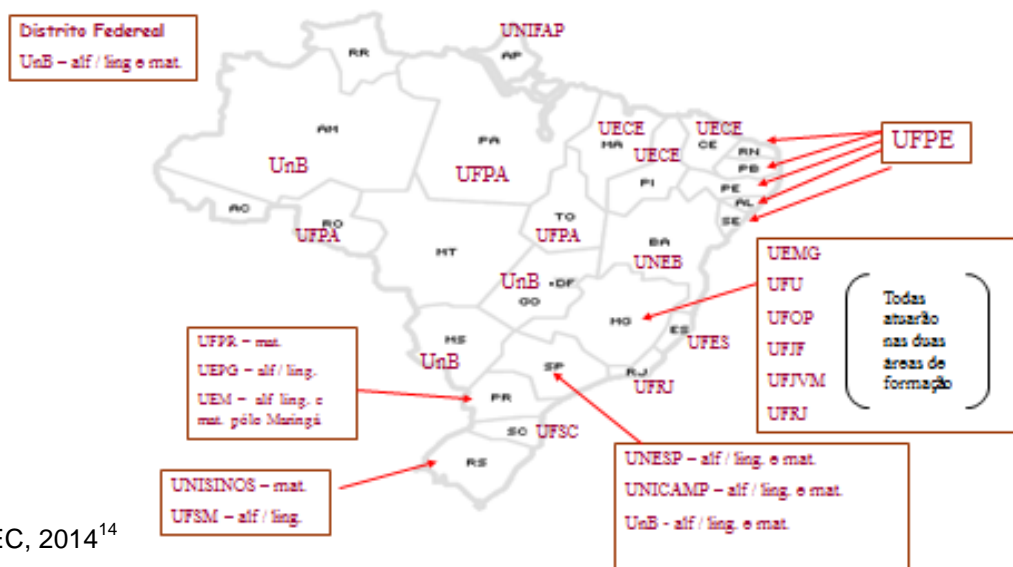 Distrito Federeal
UnB – alf / ling e mat.
UNIFAP
RR
AP
AM
PA
UnB
UFPA
UECE
MA
UECE
UECE
CE
RN
PB
PI
PE
AL
SE
UFPE
AC
RO
UFPA
TO
UFPA
MT
BA
UNEB
UnB
DF
GO
MS
UnB
MG
ES
UFES
SP
RJ
UFRJ
PR
SC
UFSC
RS
UEMG
UFU
UFOP
UFJF
UFJVM
UFRJ
Todas
atuarão
nas duas
áreas de
formação
UFPR – mat.
UEPG – alf / ling.
UEM – alf ling. e
mat. pólo Maringá
UNISINOS – mat.
UFSM – alf / ling.
UNESP – alf / ling. e mat.
UNICAMP – alf / ling. e mat.
UnB - alf / ling. e mat.
EC, 2014¹⁴